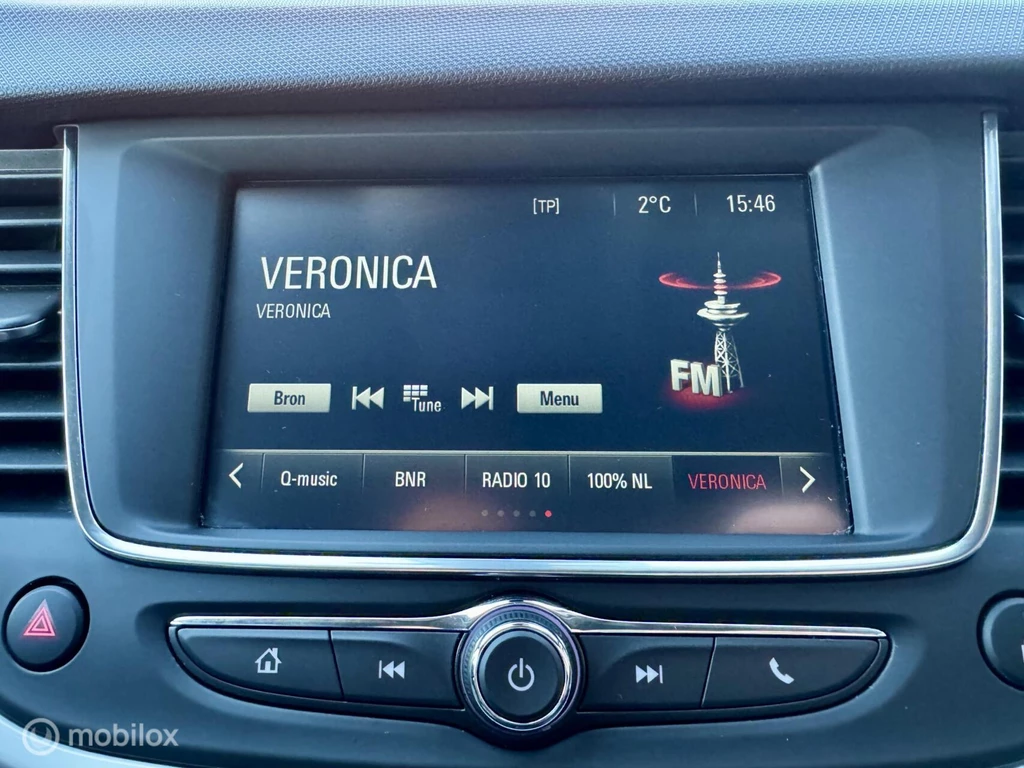 [TP] 2°C 15:46
VERONICA
VERONICA
FM
Bron Tune Menu
Q-music BNR RADIO 10 100% NL VERONICA
mobilox